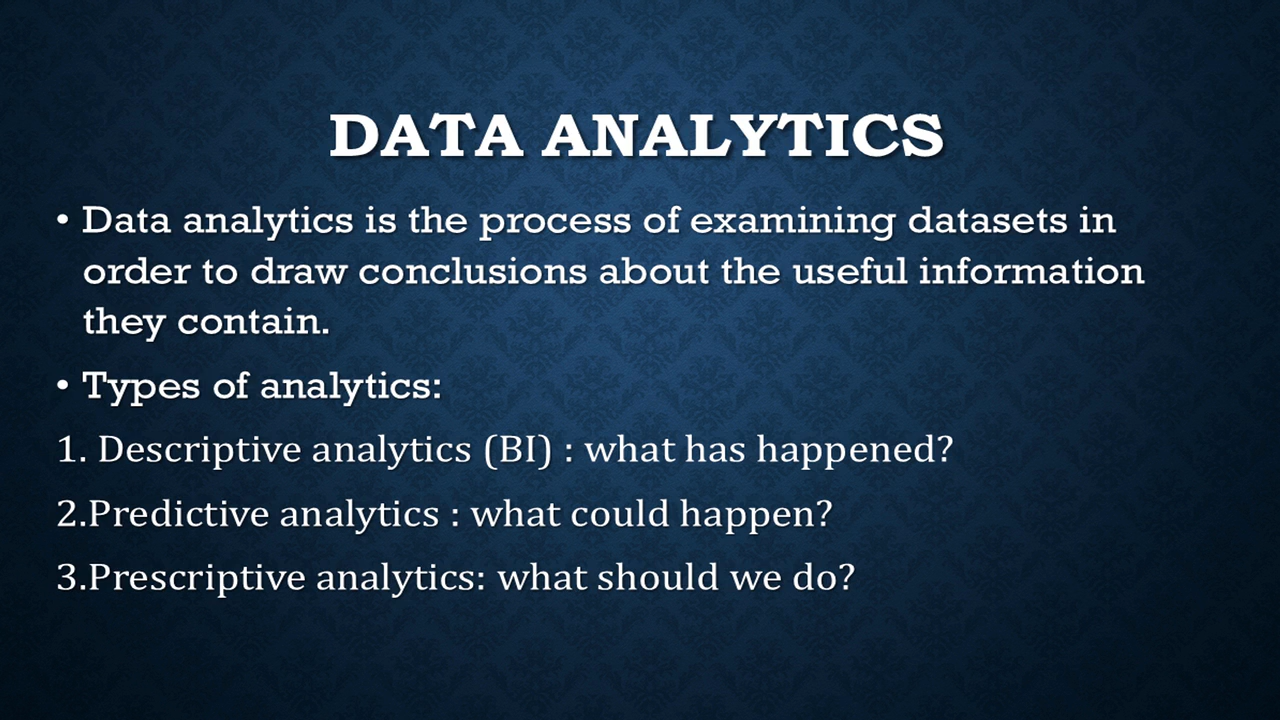 DATA ANALYTICS
• Data analytics is the process of examining datasets in
order to draw conclusions about the useful information
they contain.
• Types of analytics:
1. Descriptive analytics (BI) : what has happened?
2.Predictive analytics : what could happen?
3.Prescriptive analytics: what should we do?